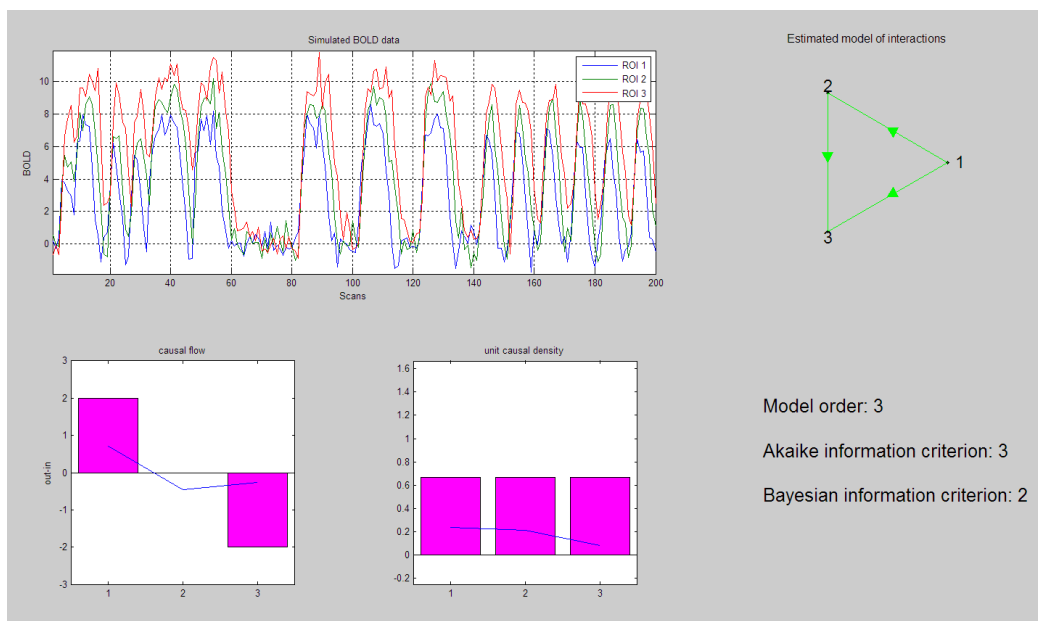 Simulated BOLD data
ROI 1
ROI 2
ROI 3
BOLD
10
8
6
4
2
0
20 40 60 80 100 120 140 160 180 200
Scans
Estimated model of interactions
2
1
3
causal flow
3
2
1
0
-1
-2
-3
out-in
1 2 3
unit causal density
1.6
1.4
1.2
1
0.8
0.6
0.4
0.2
0
-0.2
1 2 3
Model order: 3
Akaike information criterion: 3
Bayesian information criterion: 2